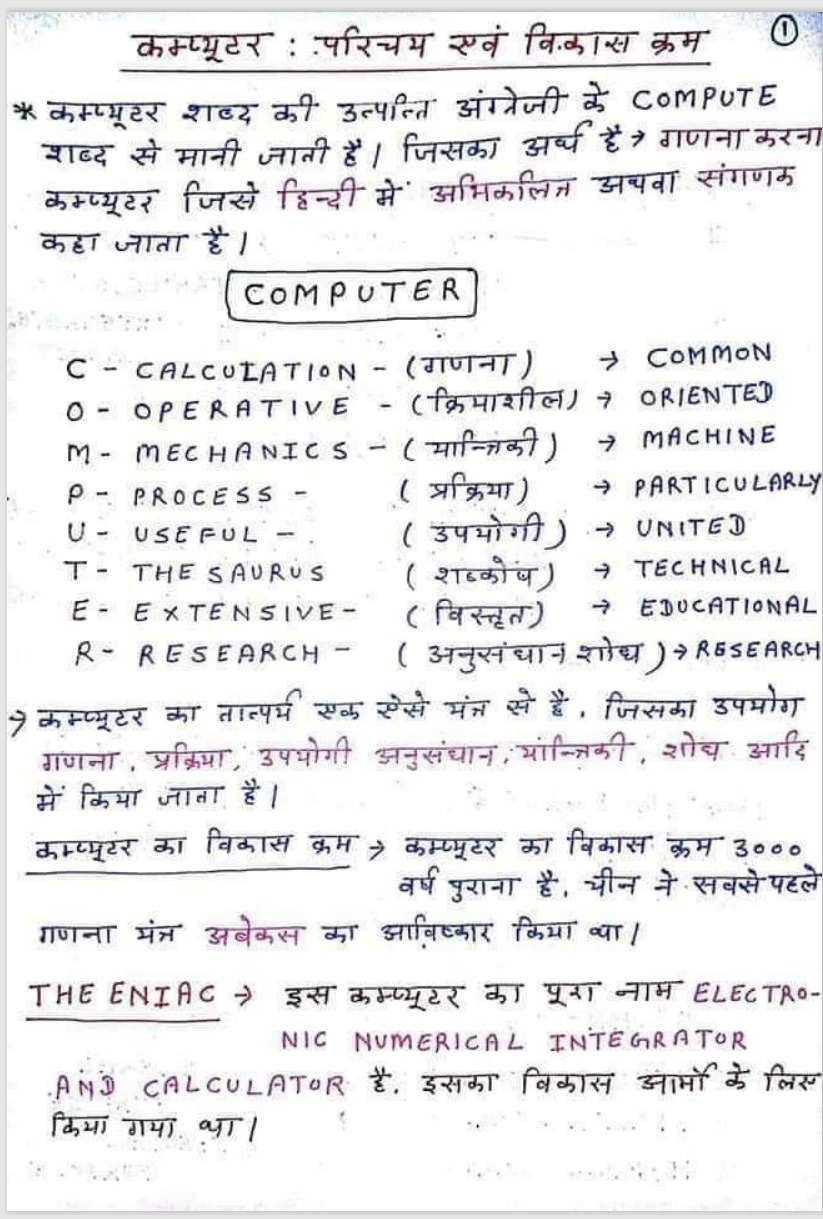 ①
कम्प्यूटर : परिचय एवं विकास क्रम
* कम्प्यूटर शब्द की उत्पत्ति अंग्रेजी के COMPUTE
शब्द से मानी जाती है। जिसका अर्थ है → गणना करना
कम्प्यूटर जिसे हिन्दी में अभिकलित्र अथवा संगणक
कहा जाता है।
COMPUTER
C - CALCULATION - (गणना) → COMMON
O - OPERATIVE - (क्रियाशील) → ORIENTED
M - MECHANICS - (यान्त्रिकी) → MACHINE
P - PROCESS - (प्रक्रिया) → PARTICULARLY
U - USEFUL - (उपयोगी) → UNITED
T - THESAURUS (शब्कोष) → TECHNICAL
E - EXTENSIVE - (विस्तृत) → EDUCATIONAL
R - RESEARCH - (अनुसंधान शोध) → RESEARCH
→ कम्प्यूटर का तात्पर्य एक ऐसे यंत्र से है, जिसका उपयोग
गणना, प्रक्रिया, उपयोगी अनुसंधान, यान्त्रिकी, शोध आदि
में किया जाता है।
कम्प्यूटर का विकास क्रम → कम्प्यूटर का विकास क्रम 3000
वर्ष पुराना है, चीन ने सबसे पहले
गणना यंत्र अबेकस का आविष्कार किया था।
THE ENIAC → इस कम्प्यूटर का पूरा नाम ELECTRO-
NIC NUMERICAL INTEGRATOR
AND CALCULATOR है. इसका विकास आर्मी के लिए
किया गया था।